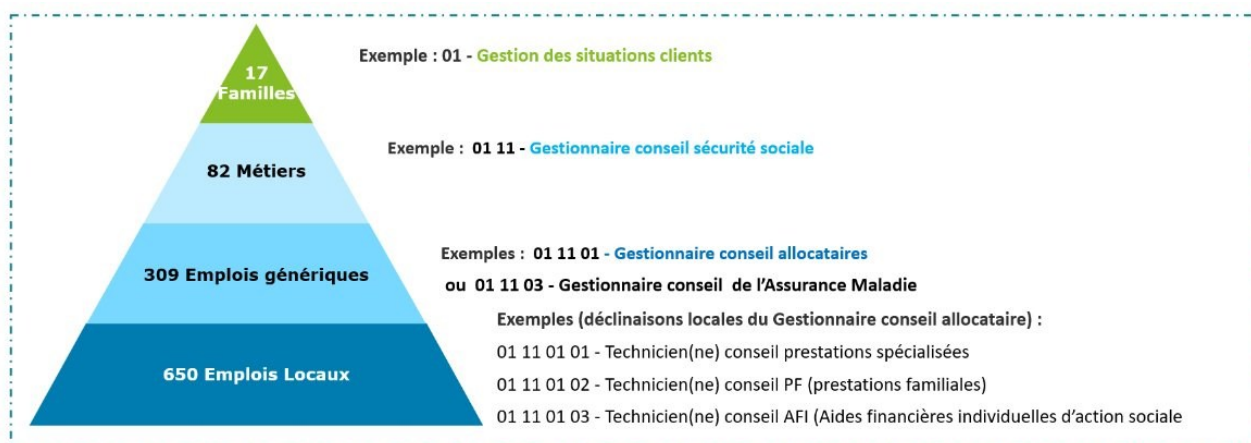 17
Familles
Exemple : 01 - Gestion des situations clients
82 Métiers
Exemple : 01 11 - Gestionnaire conseil sécurité sociale
309 Emplois génériques
Exemples : 01 11 01 - Gestionnaire conseil allocataires
ou 01 11 03 - Gestionnaire conseil de l'Assurance Maladie
650 Emplois Locaux
Exemples (déclinaisons locales du Gestionnaire conseil allocataire) :
01 11 01 01 - Technicien(ne) conseil prestations spécialisées
01 11 01 02 - Technicien(ne) conseil PF (prestations familiales)
01 11 01 03 - Technicien(ne) conseil AFI (Aides financières individuelles d'action sociale